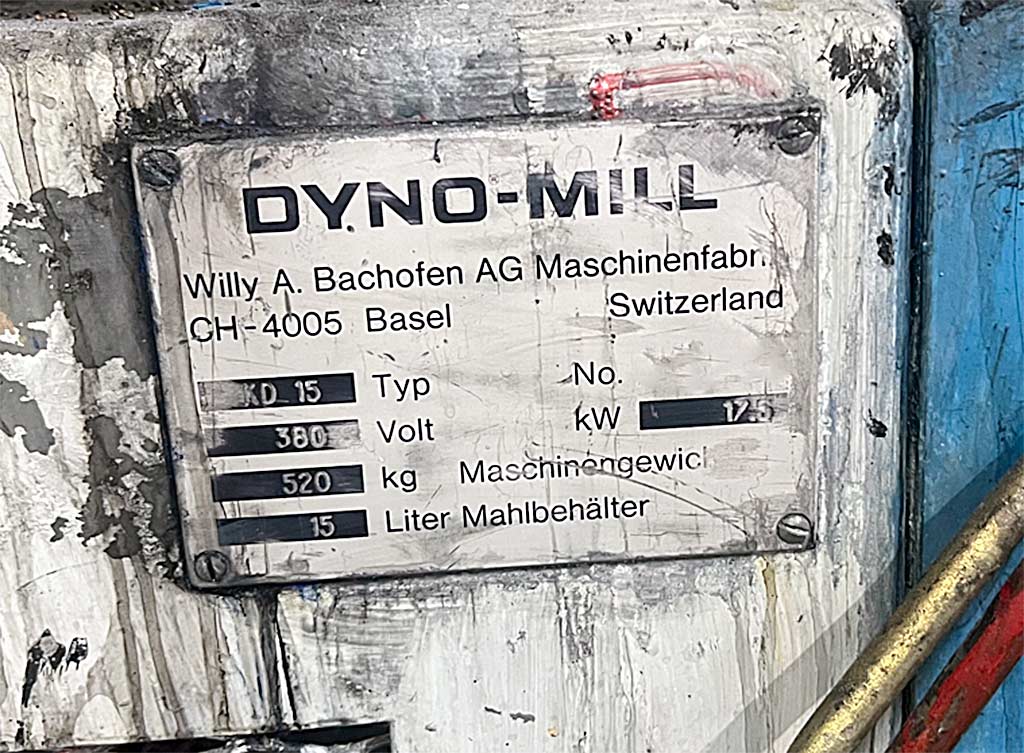 DYNO-MILL
Willy A. Bachofen AG Maschinenfabr.
CH-4005 Basel Switzerland
KD 15 Typ No.
380 Volt kW 17.5
520 kg
15 Liter Mahlbehälter